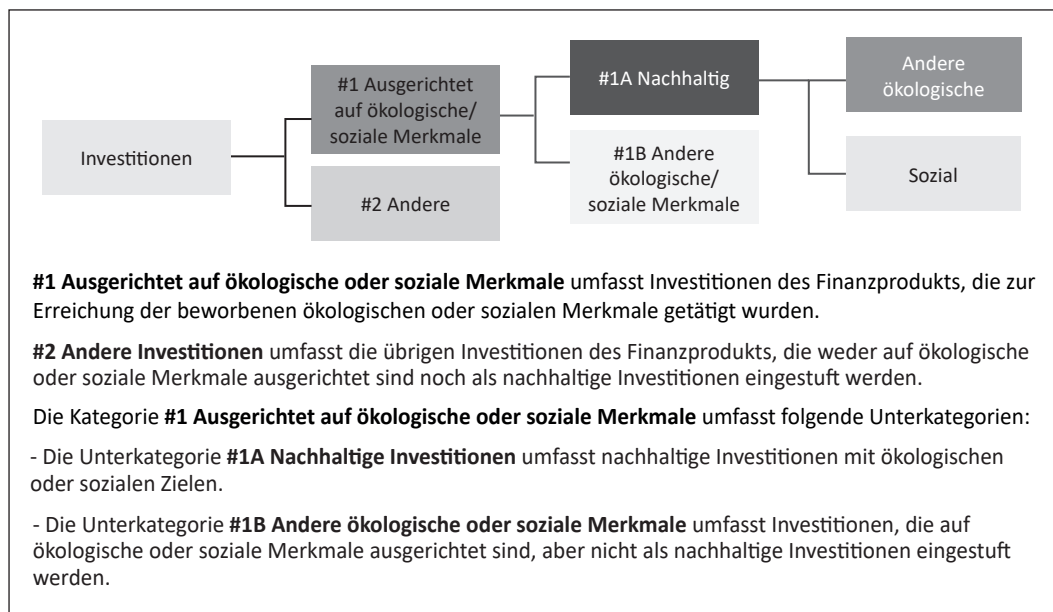 Investitionen
#1 Ausgerichtet
auf ökologische/
soziale Merkmale
#2 Andere
#1A Nachhaltig
#1B Andere
ökologische/
soziale Merkmale
Andere
ökologische
Sozial
#1 Ausgerichtet auf ökologische oder soziale Merkmale umfasst Investitionen des Finanzprodukts, die zur
Erreichung der beworbenen ökologischen oder sozialen Merkmale getätigt wurden.
#2 Andere Investitionen umfasst die übrigen Investitionen des Finanzprodukts, die weder auf ökologische
oder soziale Merkmale ausgerichtet sind noch als nachhaltige Investitionen eingestuft werden.
Die Kategorie #1 Ausgerichtet auf ökologische oder soziale Merkmale umfasst folgende Unterkategorien:
- Die Unterkategorie #1A Nachhaltige Investitionen umfasst nachhaltige Investitionen mit ökologischen
oder sozialen Zielen.
- Die Unterkategorie #1B Andere ökologische oder soziale Merkmale umfasst Investitionen, die auf
ökologische oder soziale Merkmale ausgerichtet sind, aber nicht als nachhaltige Investitionen eingestuft
werden.